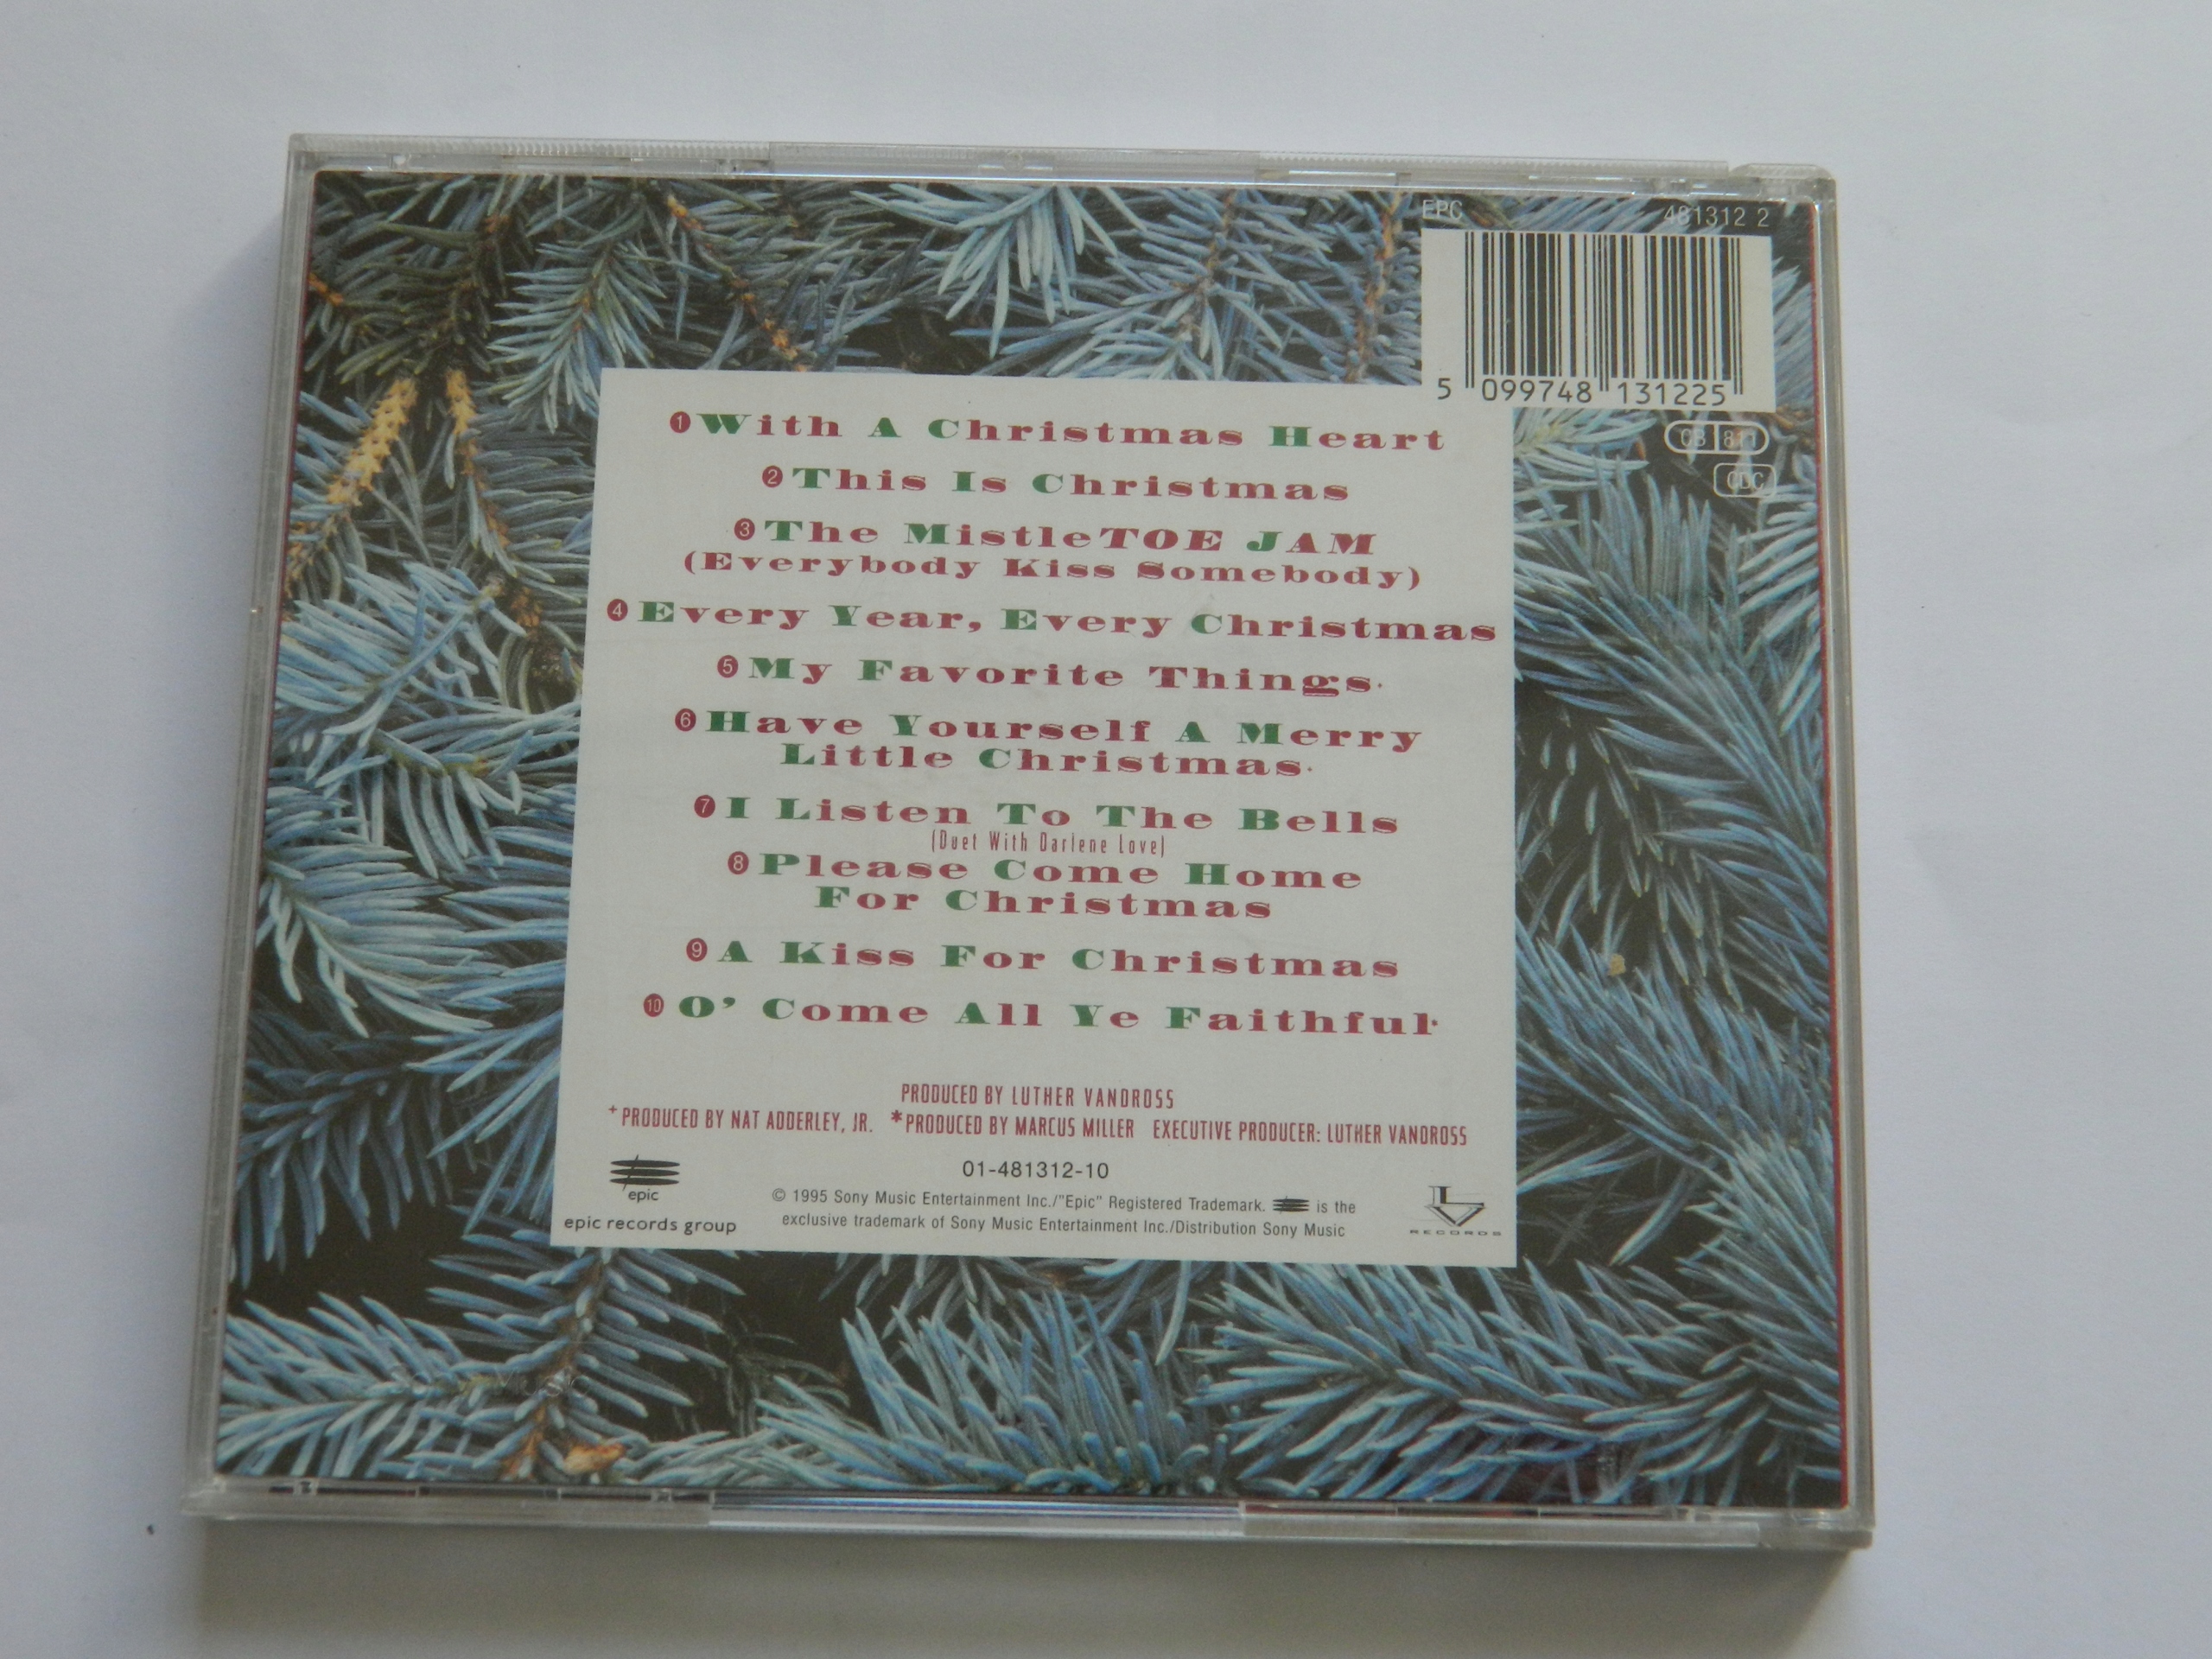 EPC 481312 2
5 099748 131225
CB 811
CDC
1 With A Christmas Heart
2 This Is Christmas
3 The MistleTOE JAM
(Everybody Kiss Somebody)
4 Every Year, Every Christmas
5 My Favorite Things
6 Have Yourself A Merry
Little Christmas
7 I Listen To The Bells
(Duet With Darlene Love)
8 Please Come Home
For Christmas
9 A Kiss For Christmas
10 O' Come All Ye Faithful
PRODUCED BY LUTHER VANDROSS
+PRODUCED BY NAT ADDERLEY, JR. *PRODUCED BY MARCUS MILLER EXECUTIVE PRODUCER: LUTHER VANDROSS
01-481312-10
epic
epic records group
© 1995 Sony Music Entertainment Inc./"Epic" Registered Trademark. is the
exclusive trademark of Sony Music Entertainment Inc./Distribution Sony Music
LV
RECORDS